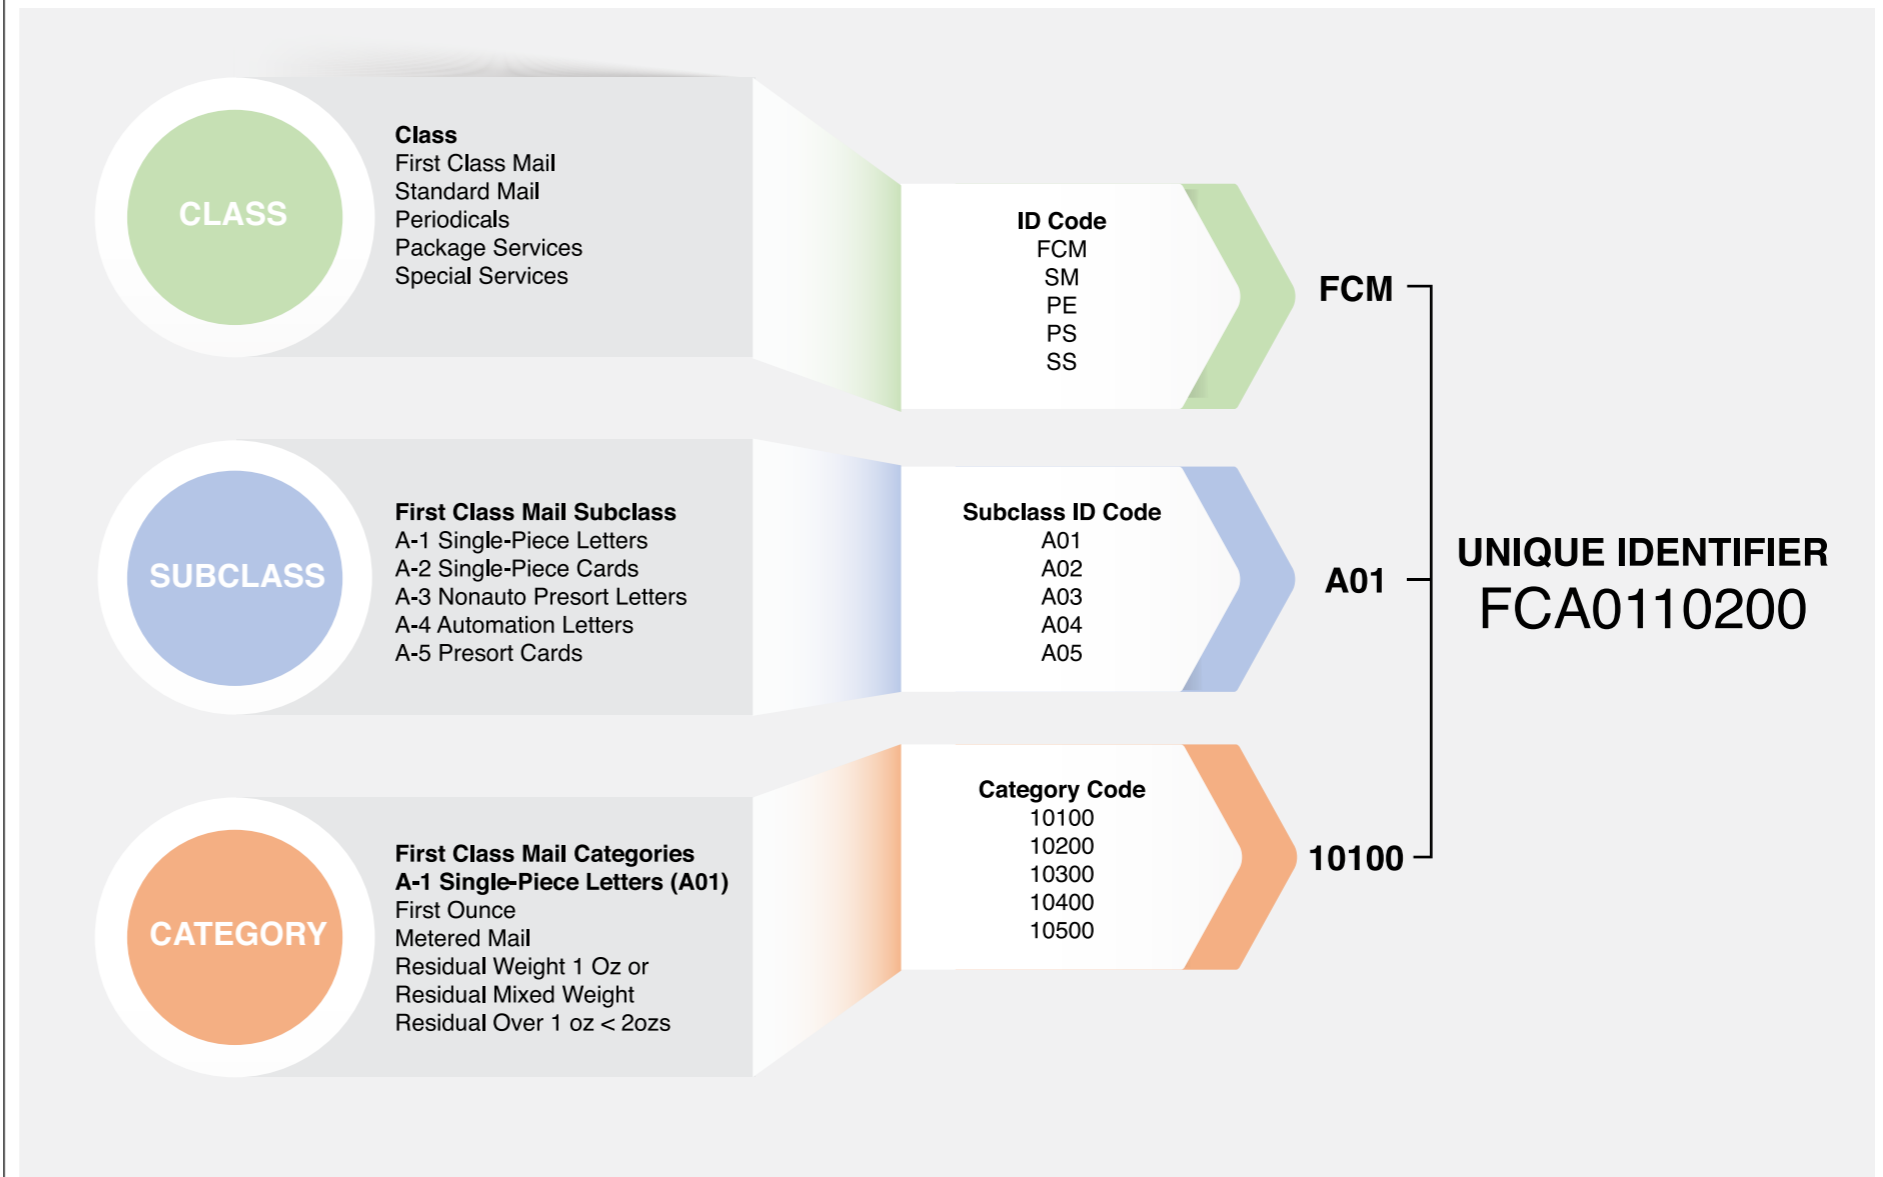 CLASS
Class
First Class Mail
Standard Mail
Periodicals
Package Services
Special Services
ID Code
FCM
SM
PE
PS
SS
FCM
SUBCLASS
First Class Mail Subclass
A-1 Single-Piece Letters
A-2 Single-Piece Cards
A-3 Nonauto Presort Letters
A-4 Automation Letters
A-5 Presort Cards
Subclass ID Code
A01
A02
A03
A04
A05
A01
CATEGORY
First Class Mail Categories
A-1 Single-Piece Letters (A01)
First Ounce
Metered Mail
Residual Weight 1 Oz or
Residual Mixed Weight
Residual Over 1 oz < 2ozs
Category Code
10100
10200
10300
10400
10500
10100
UNIQUE IDENTIFIER
FCA0110200